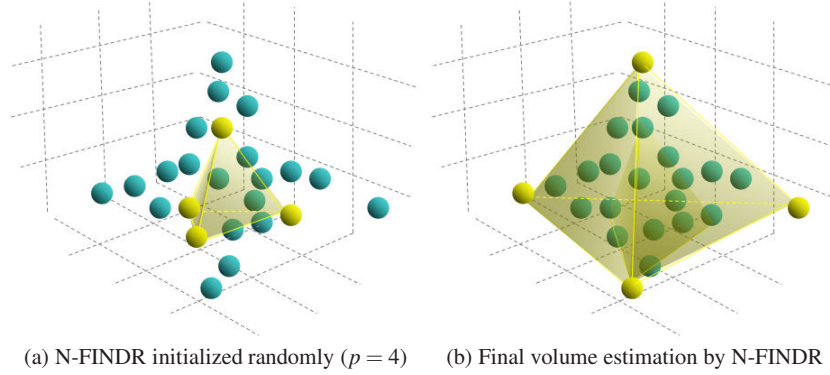 (a) N-FINDR initialized randomly (p = 4)
(b) Final volume estimation by N-FINDR